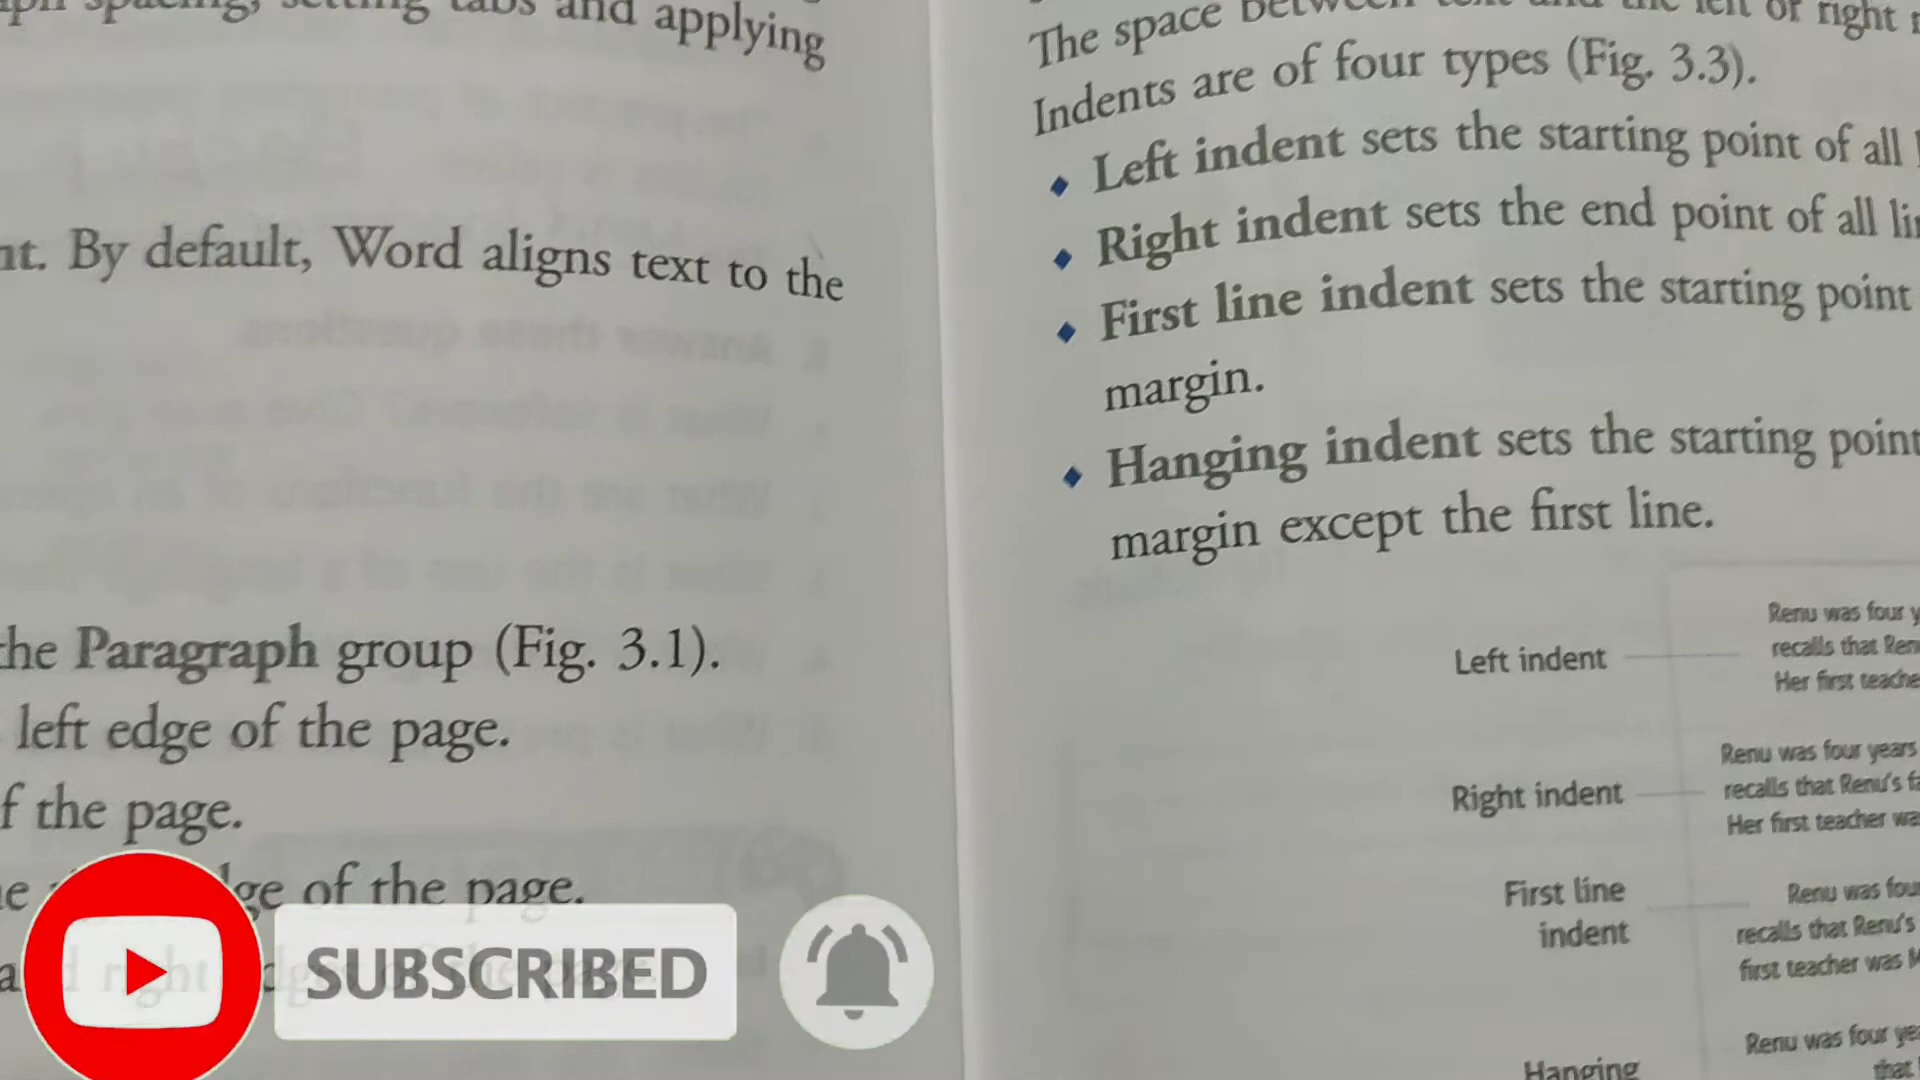 spacing, setting tabs and applying
nt. By default, Word aligns text to the
the Paragraph group (Fig. 3.1).
left edge of the page.
f the page.
ge of the page.
right
SUBSCRIBED
The space between text and the left or right
Indents are of four types (Fig. 3.3).
Left indent sets the starting point of all
Right indent sets the end point of all lin
First line indent sets the starting point
margin.
Hanging indent sets the starting point
margin except the first line.
Left indent
Renu was four y
recalls that Ren
Her first teache
Right indent
Renu was four years
recalls that Renu's fa
Her first teacher wa
First line
indent
Renu was fou
recalls that Renu's
first teacher was M
Hanging
Renu was four yea
that